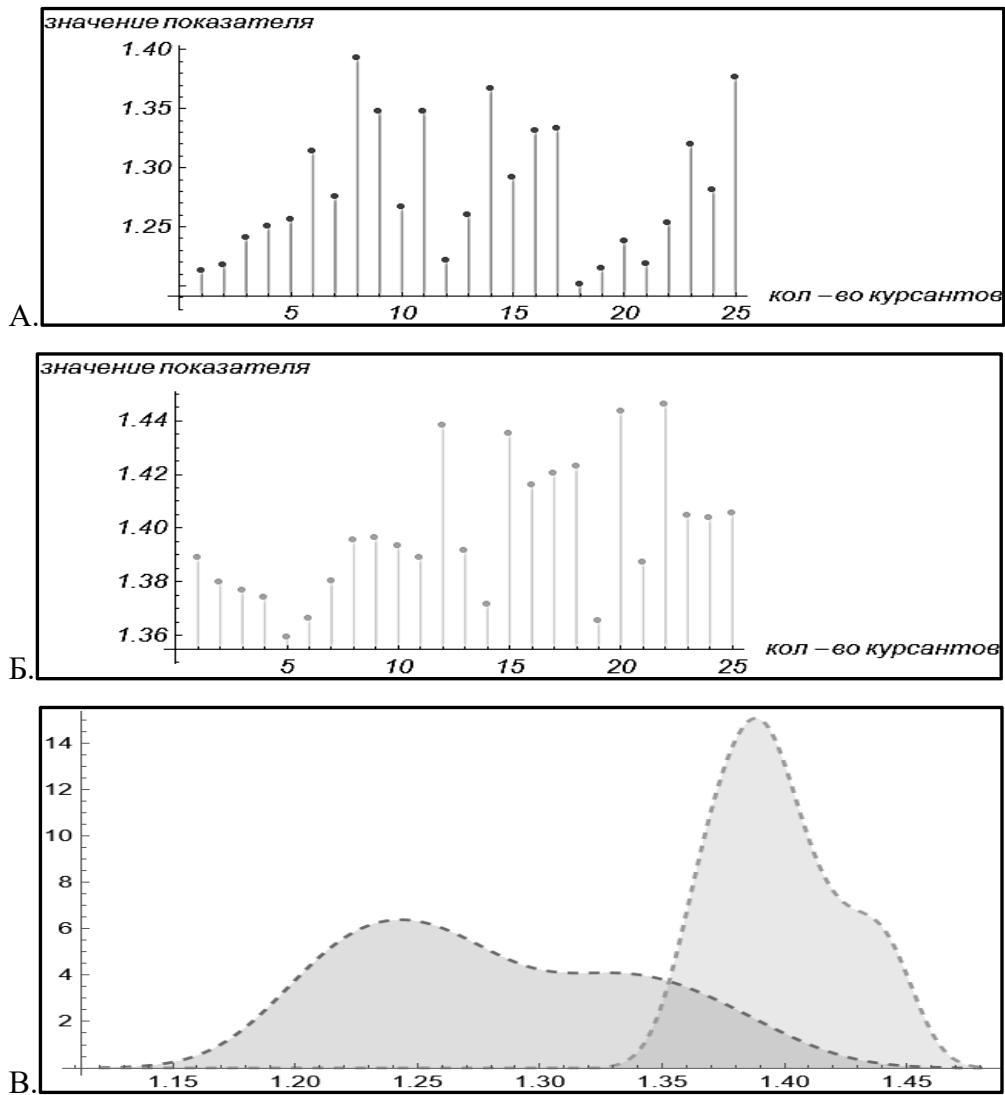 значение показателя
1.40
1.35
1.30
1.25
5 10 15 20 25
кол – во курсантов
А.
значение показателя
1.44
1.42
1.40
1.38
1.36
5 10 15 20 25
кол – во курсантов
Б.
14
12
10
8
6
4
2
1.15 1.20 1.25 1.30 1.35 1.40 1.45
В.